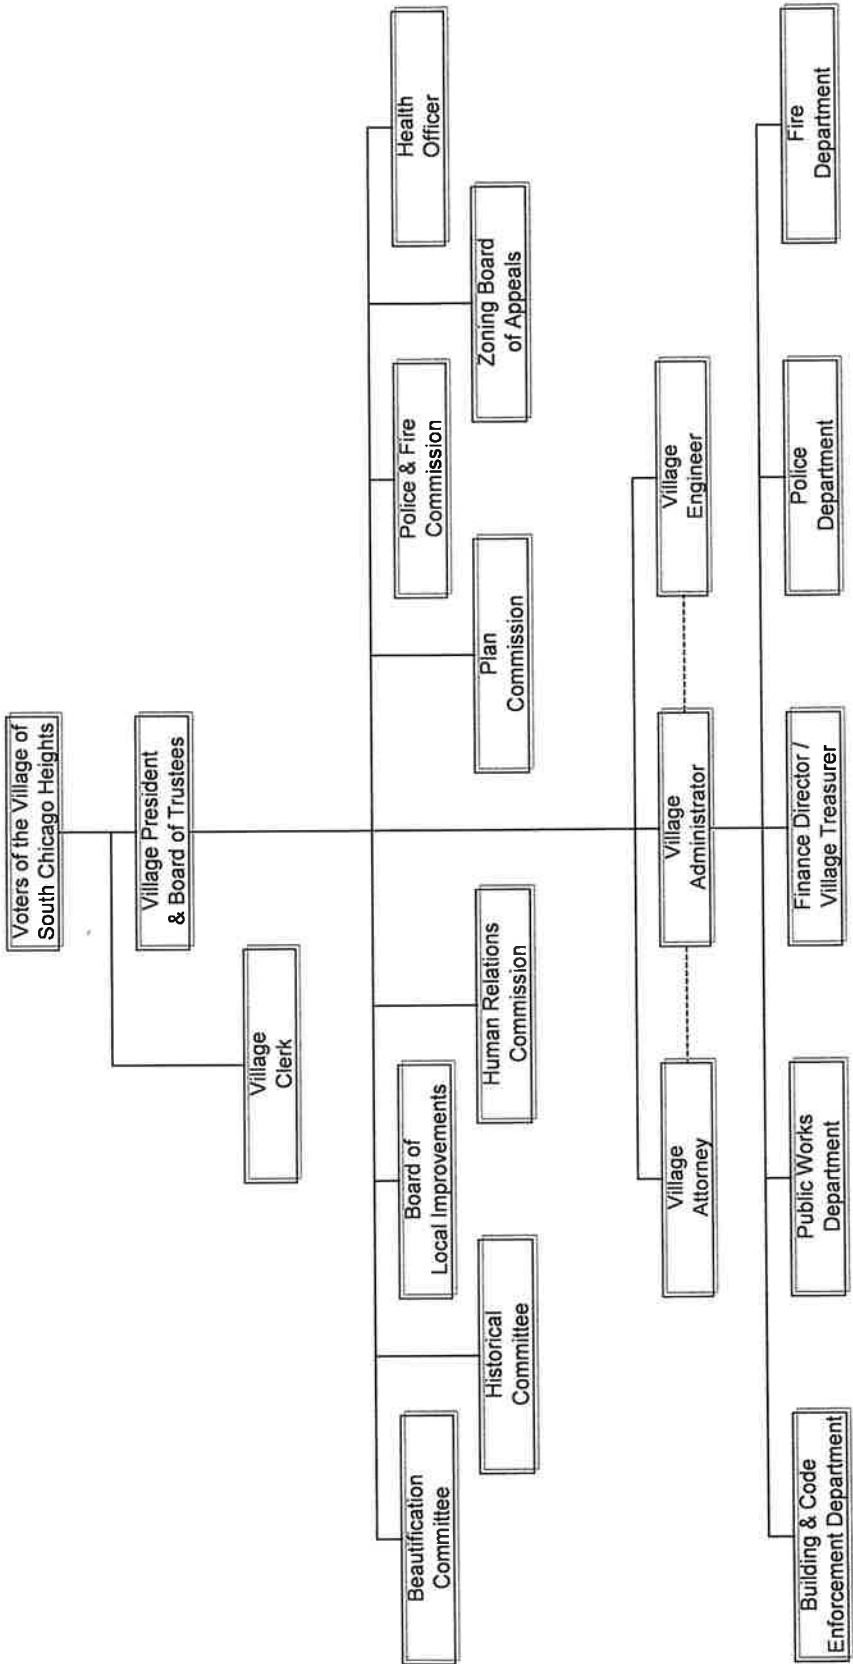 Voters of the Village of
South Chicago Heights
Village President
& Board of Trustees
Village
Clerk
Beautification
Committee
Board of
Local Improvements
Police & Fire
Commission
Health
Officer
Historical
Committee
Human Relations
Commission
Plan
Commission
Zoning Board
of Appeals
Village
Attorney
Village
Administrator
Village
Engineer
Building & Code
Enforcement Department
Public Works
Department
Finance Director /
Village Treasurer
Police
Department
Fire
Department